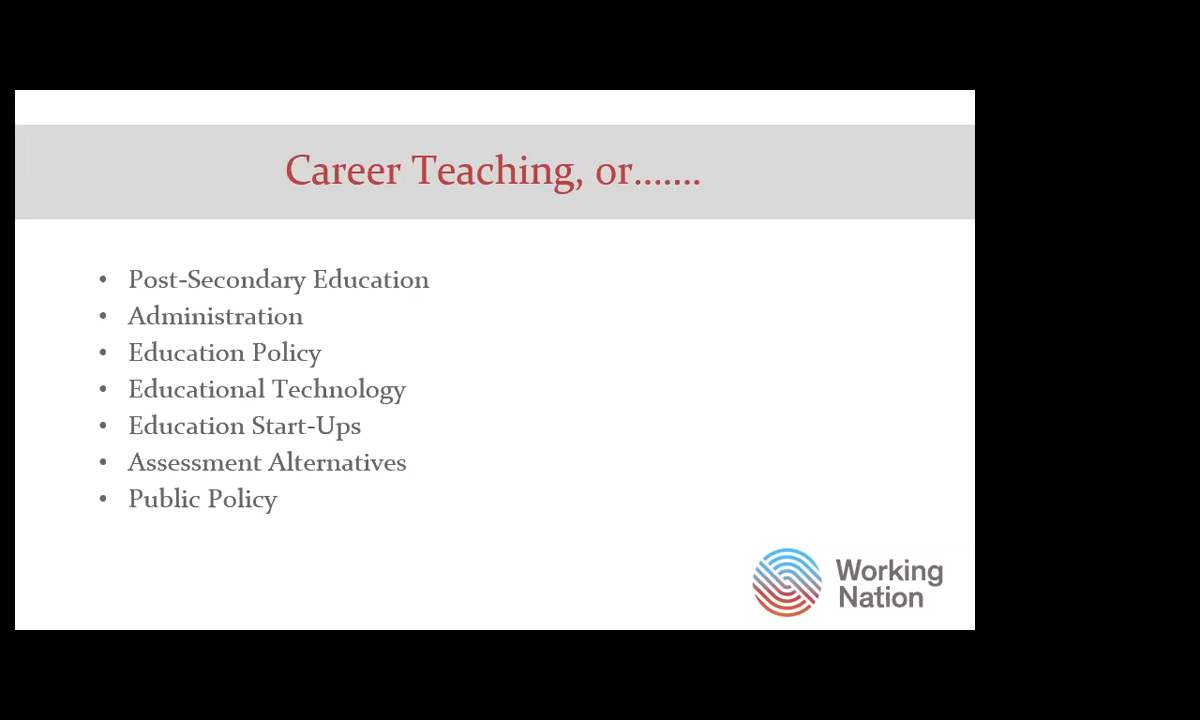 Career Teaching, or.......
• Post-Secondary Education
• Administration
• Education Policy
• Educational Technology
• Education Start-Ups
• Assessment Alternatives
• Public Policy
Working
Nation